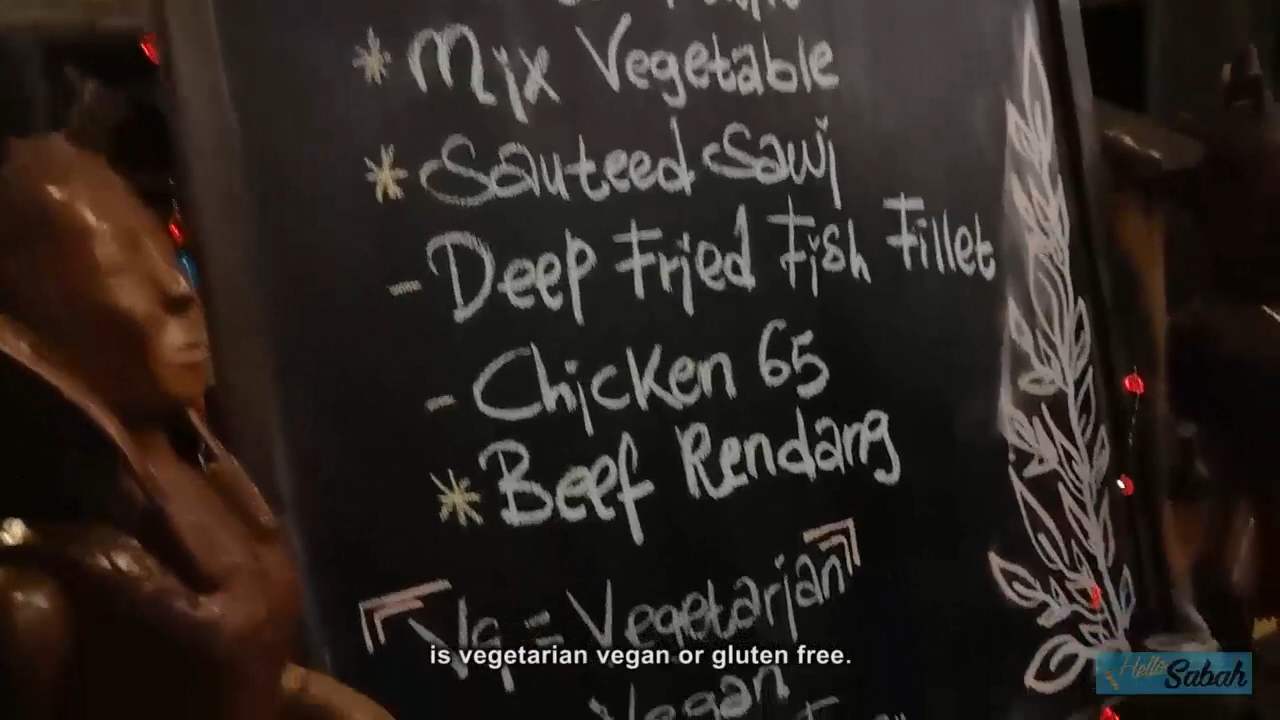 * Mix Vegetable
* Sauteed Sawi
- Deep Fried Fish Fillet
- Chicken 65
* Beef Rendang
Vg = Vegetarian
is vegetarian vegan or gluten free.
Vegan
Hello Sabah